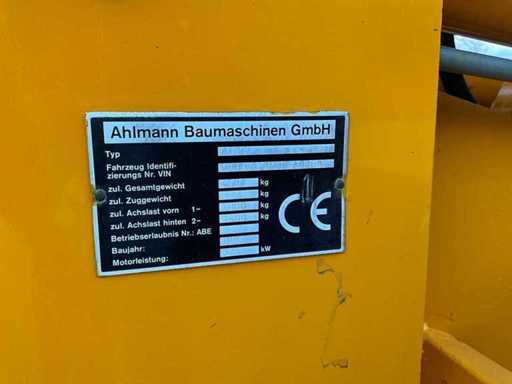 Ahlmann Baumaschinen GmbH
Typ
Fahrzeug Identifi-
zierungs Nr. VIN
zul. Gesamtgewicht kg
zul. Zuggewicht kg
zul. Achslast vorn 1- kg
zul. Achslast hinten 2- kg
Betriebserlaubnis Nr.: ABE
Baujahr:
Motorleistung: kW
CE